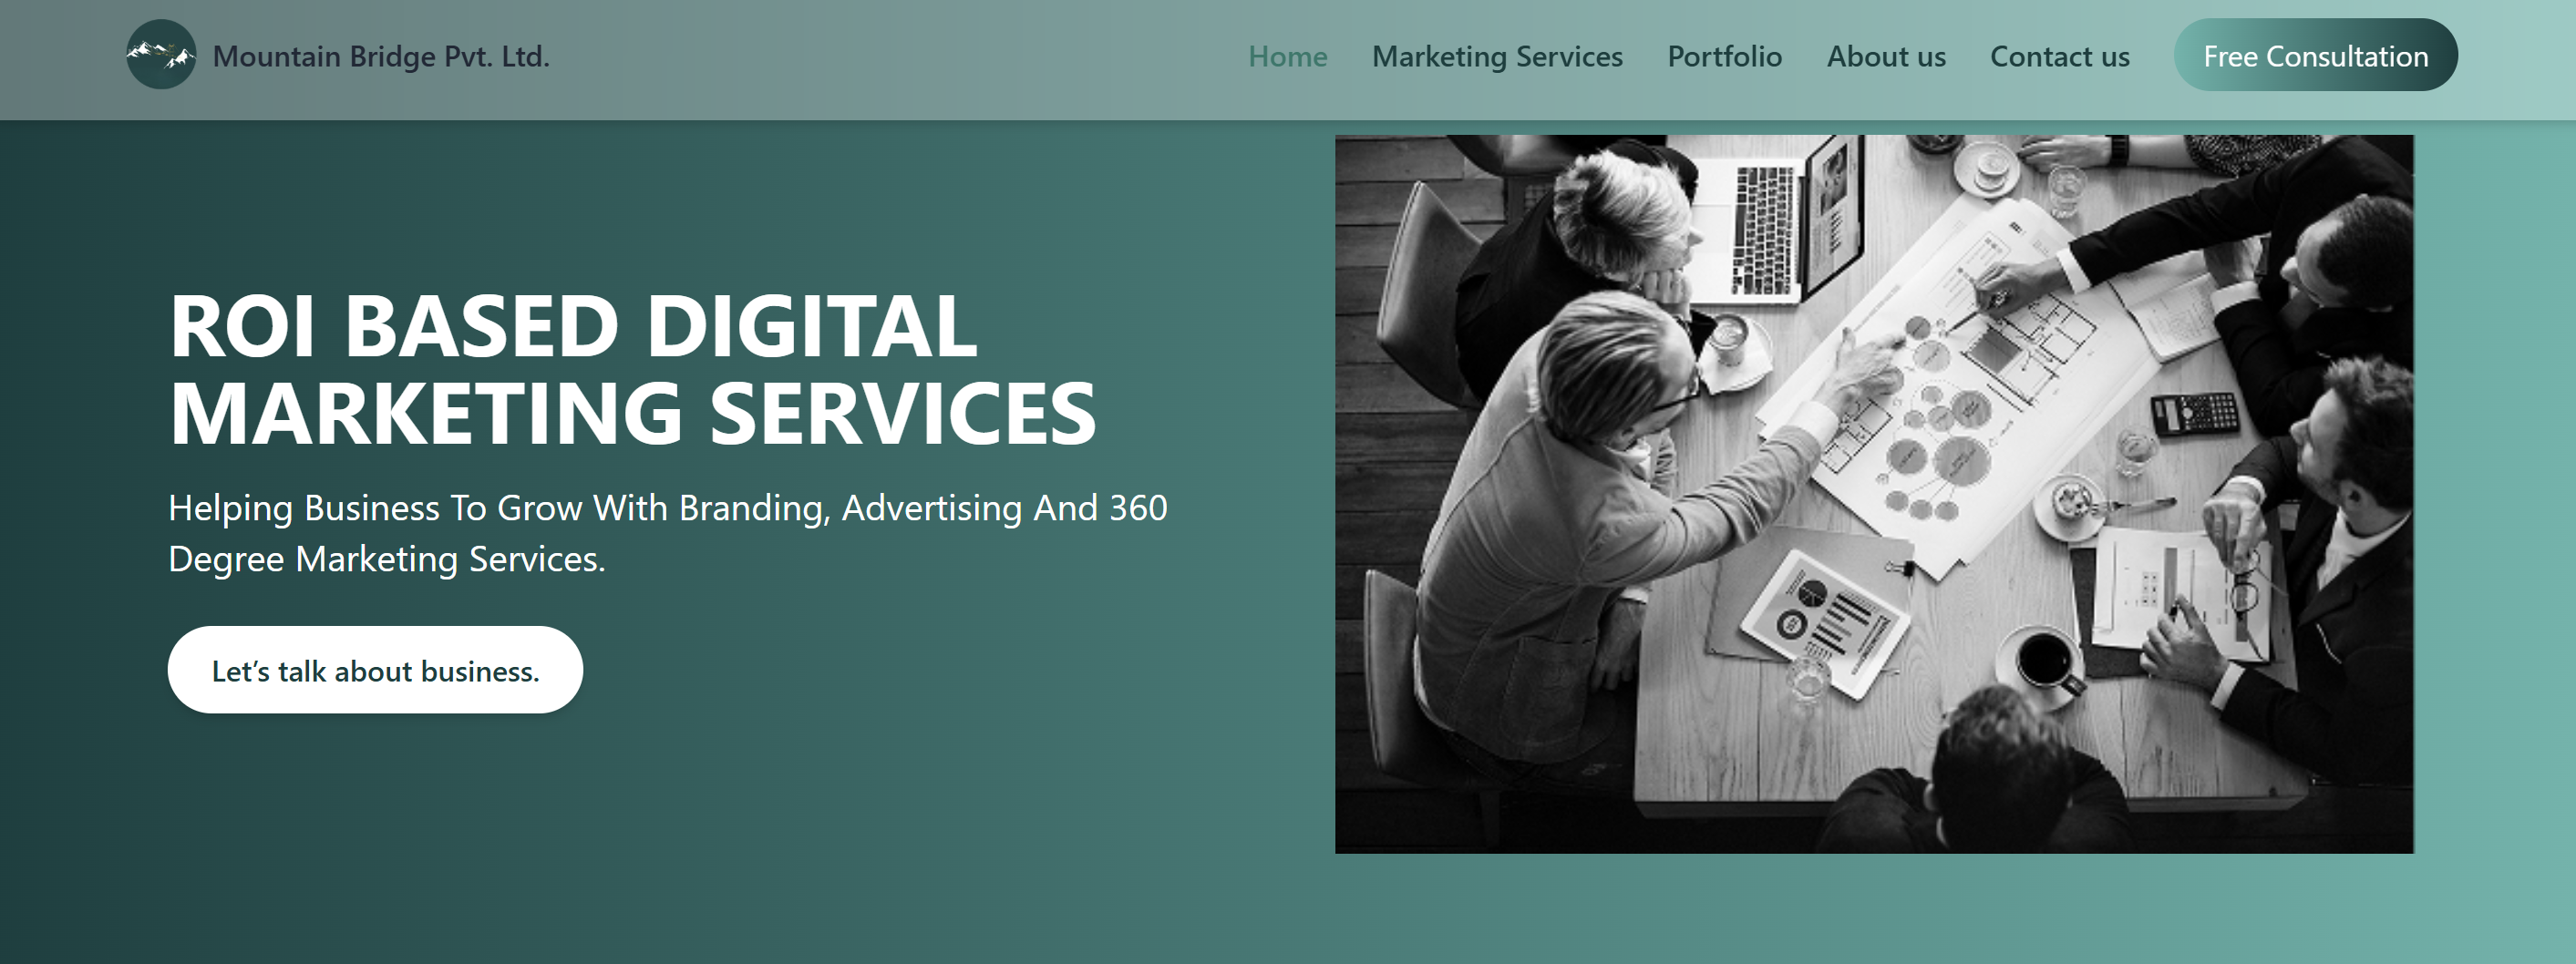 Mountain Bridge Pvt. Ltd.
Home
Marketing Services
Portfolio
About us
Contact us
Free Consultation
ROI BASED DIGITAL
MARKETING SERVICES
Helping Business To Grow With Branding, Advertising And 360
Degree Marketing Services.
Let’s talk about business.